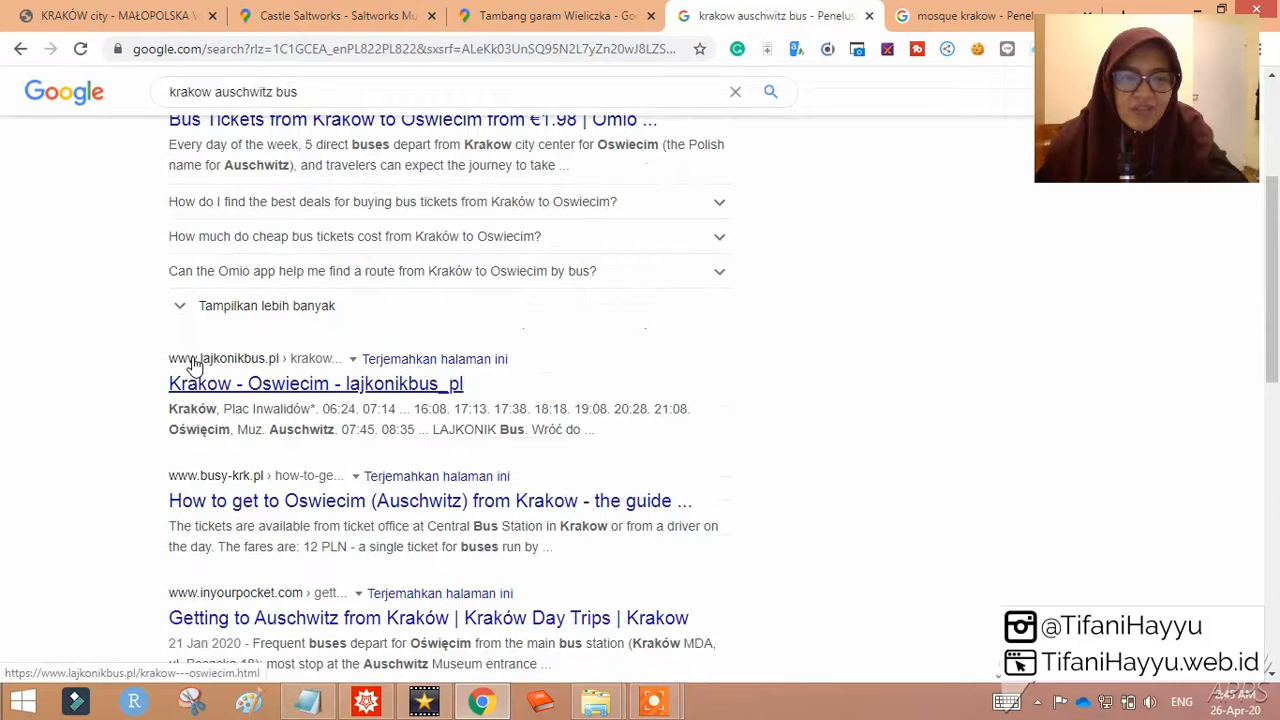 KRAKÓW city - MAŁOPOLSKA
Castle Saltworks - Saltworks Mu
Tambang garam Wieliczka - Goo
krakow auschwitz bus - Penelus
mosque krakow - Penel
google.com/search?rlz=1C1GCEA_enPL822PL822&sxsrf=ALeKk03UnSQ95N2L7yZn20wJ8LZS...
Google
krakow auschwitz bus
Bus Tickets from Kraków to Oswiecim from €1.98 | Omio ...
Every day of the week, 5 direct buses depart from Krakow city center for Oswiecim (the Polish
name for Auschwitz), and travelers can expect the journey to take ...
How do I find the best deals for buying bus tickets from Kraków to Oswiecim?
How much do cheap bus tickets cost from Kraków to Oswiecim?
Can the Omio app help me find a route from Kraków to Oswiecim by bus?
Tampilkan lebih banyak
www.lajkonikbus.pl › krakow... Terjemahkan halaman ini
Krakow - Oswiecim - lajkonikbus_pl
Kraków, Plac Inwalidów*. 06:24. 07:14 ... 16:08. 17:13. 17:38. 18:18. 19:08. 20:28. 21:08.
Oświęcim, Muz. Auschwitz. 07:45. 08:35 ... LAJKONIK Bus. Wróć do ...
www.busy-krk.pl › how-to-ge... Terjemahkan halaman ini
How to get to Oswiecim (Auschwitz) from Krakow - the guide ...
The tickets are available from ticket office at Central Bus Station in Krakow or from a driver on
the day. The fares are: 12 PLN - a single ticket for buses run by ...
www.inyourpocket.com › gett... Terjemahkan halaman ini
Getting to Auschwitz from Kraków | Kraków Day Trips | Krakow
21 Jan 2020 - Frequent buses depart for Oświęcim from the main bus station (Kraków MDA,
most stop at the Auschwitz Museum entrance ...
https://www.lajkonikbus.pl/krakow---oswiecim.html
@TifaniHayyu
TifaniHayyu.web.id
ENG
26-Apr-20
APPS